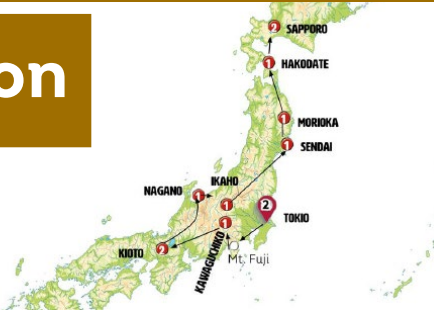 on
2 SAPPORO
1 HAKODATE
1 MORIOKA
1 SENDAI
IKAHO
NAGANO 1
1
2 TOKIO
1
KIOTO 2
KAWAGUCHKO
Mt. Fuji